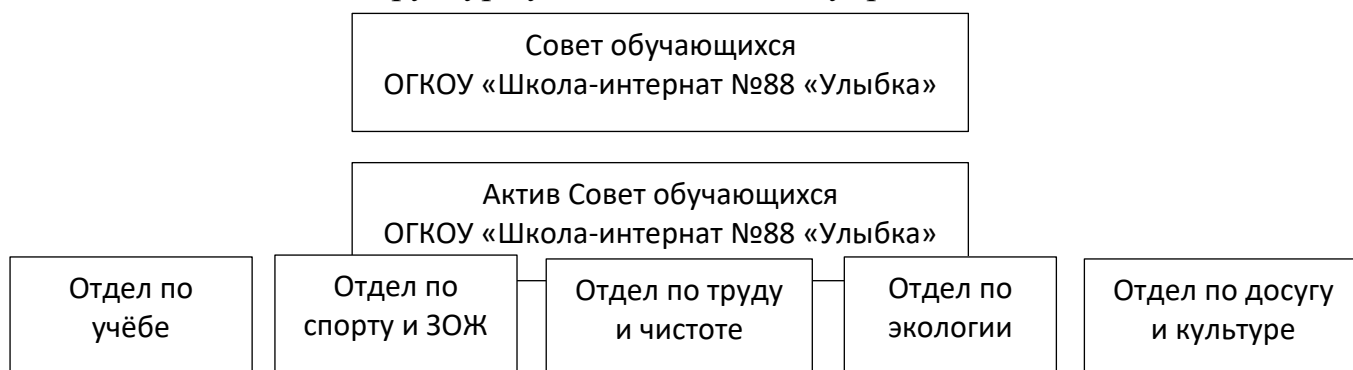 Совет обучающихся
ОГКОУ «Школа-интернат №88 «Улыбка»
Актив Совет обучающихся
ОГКОУ «Школа-интернат №88 «Улыбка»
Отдел по
учёбе
Отдел по
спорту и ЗОЖ
Отдел по труду
и чистоте
Отдел по
экологии
Отдел по досугу
и культуре